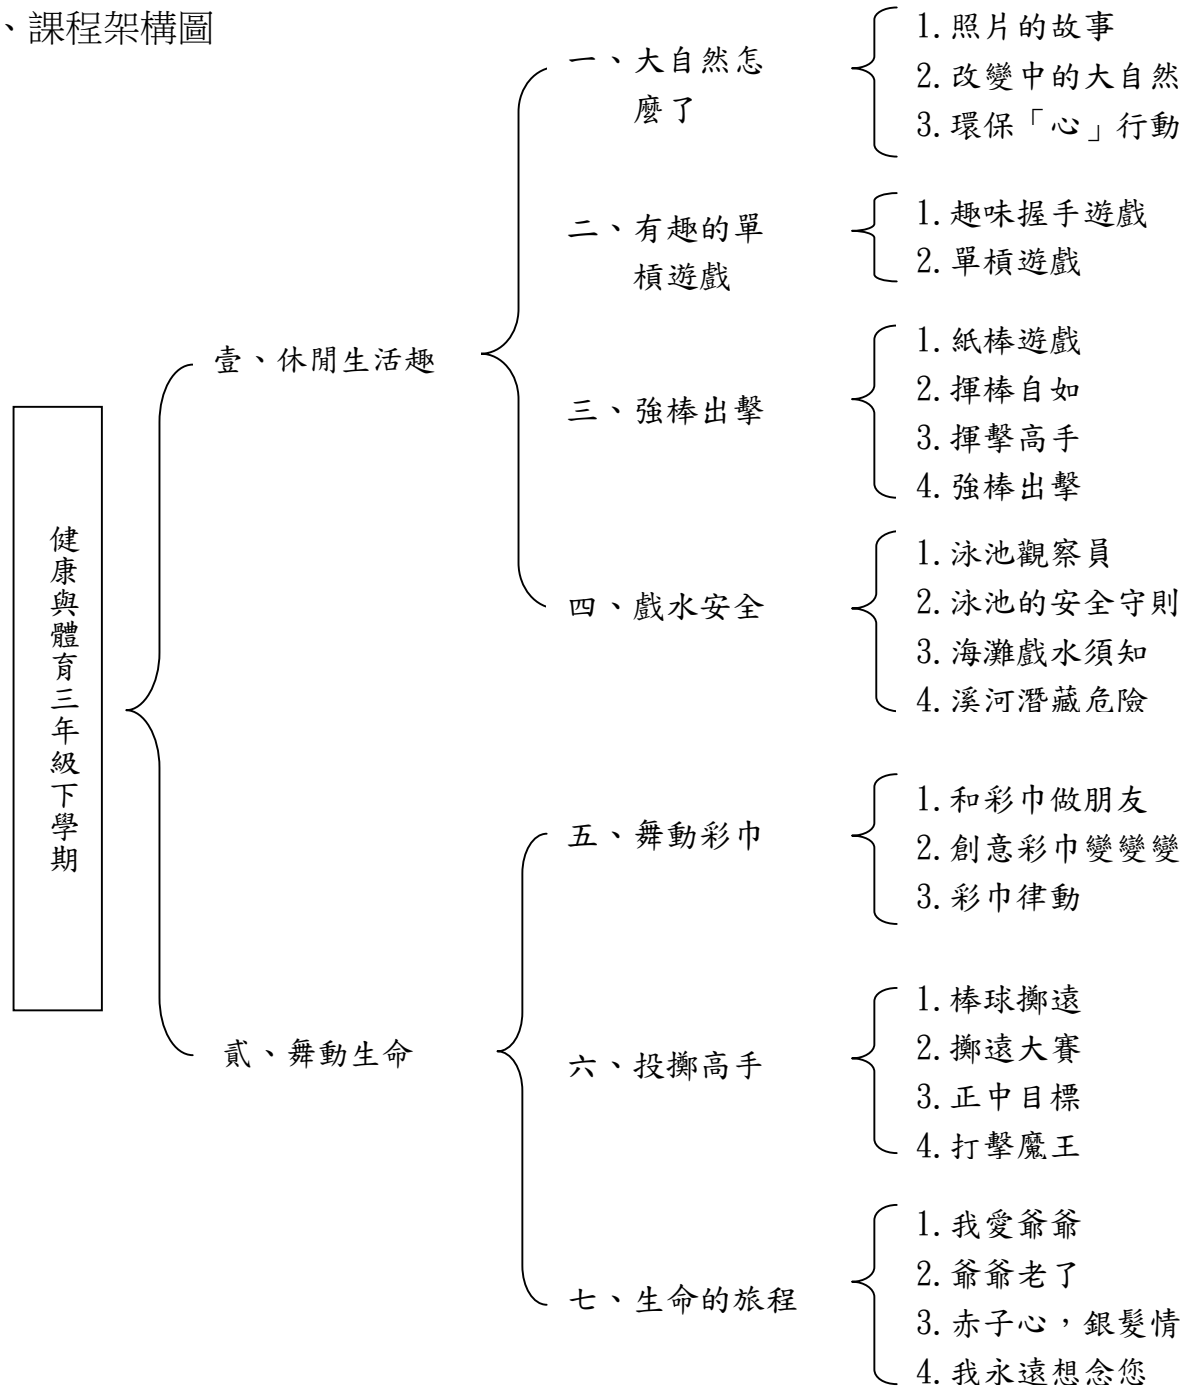 、課程架構圖
健康與體育三年級下學期
壹、休閒生活趣
一、大自然怎
麼了
1.照片的故事
2.改變中的大自然
3.環保「心」行動
二、有趣的單
槓遊戲
1.趣味握手遊戲
2.單槓遊戲
三、強棒出擊
1.紙棒遊戲
2.揮棒自如
3.揮擊高手
4.強棒出擊
四、戲水安全
1.泳池觀察員
2.泳池的安全守則
3.海灘戲水須知
4.溪河潛藏危險
貳、舞動生命
五、舞動彩巾
1.和彩巾做朋友
2.創意彩巾變變變
3.彩巾律動
六、投擲高手
1.棒球擲遠
2.擲遠大賽
3.正中目標
4.打擊魔王
七、生命的旅程
1.我愛爺爺
2.爺爺老了
3.赤子心，銀髮情
4.我永遠想念您